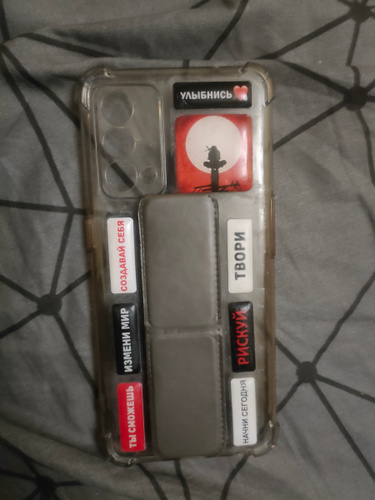 УЛЫБНИСЬ
СОЗДАВАЙ СЕБЯ
ТВОРИ
ИЗМЕНИ МИР
РИСКУЙ
ТЫ СМОЖЕШЬ
НАЧНИ СЕГОДНЯ